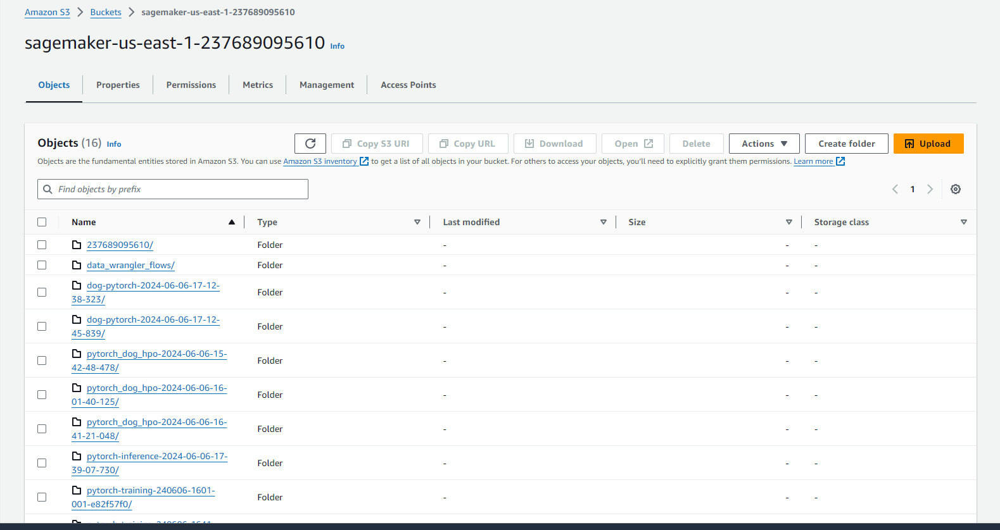 Amazon S3 > Buckets > sagemaker-us-east-1-237689095610
sagemaker-us-east-1-237689095610 Info
Objects Properties Permissions Metrics Management Access Points
Objects (16) Info Copy S3 URI Copy URL Download Open Delete Actions Create folder Upload
Objects are the fundamental entities stored in Amazon S3. You can use Amazon S3 inventory to get a list of all objects in your bucket. For others to access your objects, you'll need to explicitly grant them permissions. Learn more
Find objects by prefix 1
Name Type Last modified Size Storage class
237689095610/ Folder - - -
data_wrangler_flows/ Folder - - -
dog-pytorch-2024-06-06-17-12-
38-323/ Folder - - -
dog-pytorch-2024-06-06-17-12-
45-839/ Folder - - -
pytorch_dog_hpo-2024-06-06-15-
42-48-478/ Folder - - -
pytorch_dog_hpo-2024-06-06-16-
01-40-125/ Folder - - -
pytorch_dog_hpo-2024-06-06-16-
41-21-048/ Folder - - -
pytorch-inference-2024-06-06-17-
39-07-730/ Folder - - -
pytorch-training-240606-1601-
001-e82f57f0/ Folder - - -